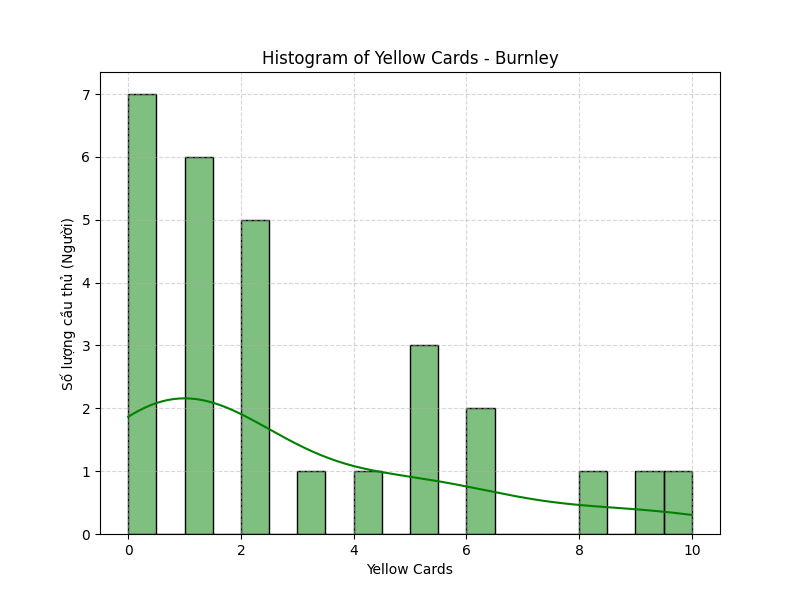 Histogram of Yellow Cards - Burnley
Số lượng cầu thủ (Người)
7
6
5
4
3
2
1
0
0 2 4 6 8 10
Yellow Cards